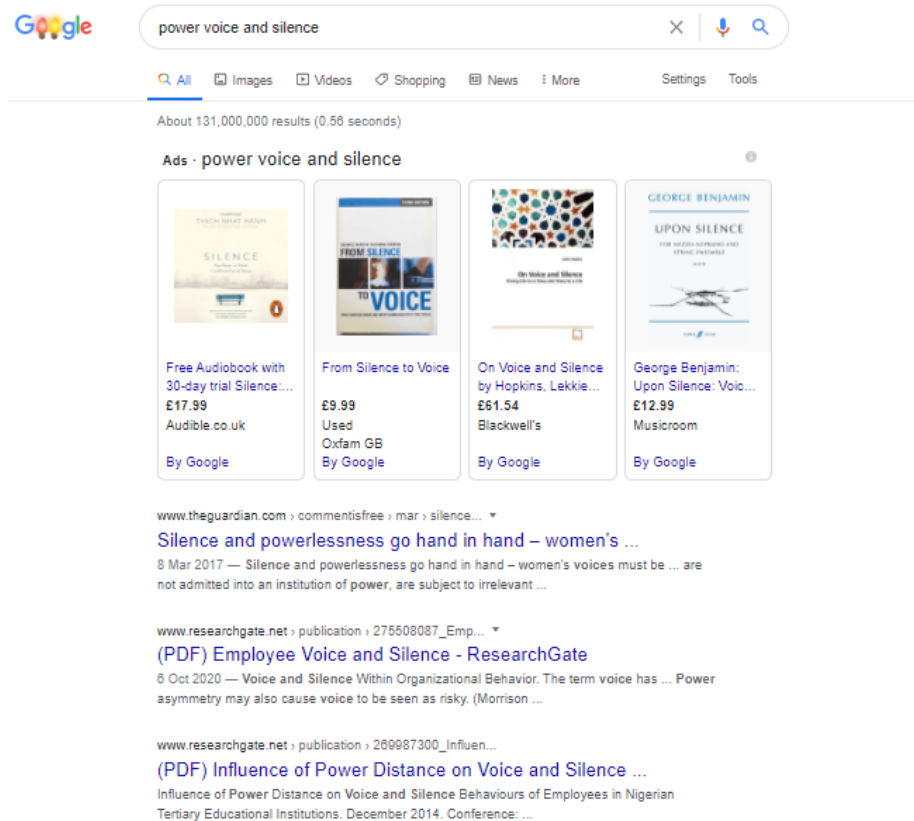 Google
power voice and silence
All Images Videos Shopping News More Settings Tools
About 131,000,000 results (0.56 seconds)
Ads · power voice and silence
THICH NHAT HANH
SILENCE
FROM SILENCE
TO VOICE
On Voice and Silence
GEORGE BENJAMIN
UPON SILENCE
FOR MEZZO-SOPRANO AND
STRING ENSEMBLE
Free Audiobook with
30-day trial Silence:...
£17.99
Audible.co.uk
By Google
From Silence to Voice
£9.99
Used
Oxfam GB
By Google
On Voice and Silence
by Hopkins, Lekkie...
£61.54
Blackwell's
By Google
George Benjamin:
Upon Silence: Voic...
£12.99
Musicroom
By Google
www.theguardian.com › commentisfree › mar › silence...
Silence and powerlessness go hand in hand – women's ...
8 Mar 2017 — Silence and powerlessness go hand in hand – women's voices must be ... are
not admitted into an institution of power, are subject to irrelevant ...
www.researchgate.net › publication › 275508087_Emp...
(PDF) Employee Voice and Silence - ResearchGate
6 Oct 2020 — Voice and Silence Within Organizational Behavior. The term voice has ... Power
asymmetry may also cause voice to be seen as risky. (Morrison ...
www.researchgate.net › publication › 269987300_Influen...
(PDF) Influence of Power Distance on Voice and Silence ...
Influence of Power Distance on Voice and Silence Behaviours of Employees in Nigerian
Tertiary Educational Institutions. December 2014. Conference: ...